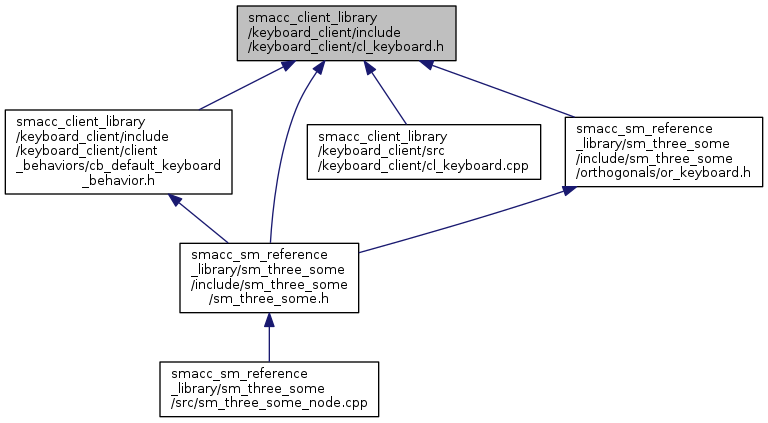 smacc_client_library
/keyboard_client/include
/keyboard_client/cl_keyboard.h
smacc_client_library
/keyboard_client/include
/keyboard_client/client
_behaviors/cb_default_keyboard
_behavior.h
smacc_client_library
/keyboard_client/src
/keyboard_client/cl_keyboard.cpp
smacc_sm_reference
_library/sm_three_some
/include/sm_three_some
/orthogonals/or_keyboard.h
smacc_sm_reference
_library/sm_three_some
/include/sm_three_some
/sm_three_some.h
smacc_sm_reference
_library/sm_three_some
/src/sm_three_some_node.cpp